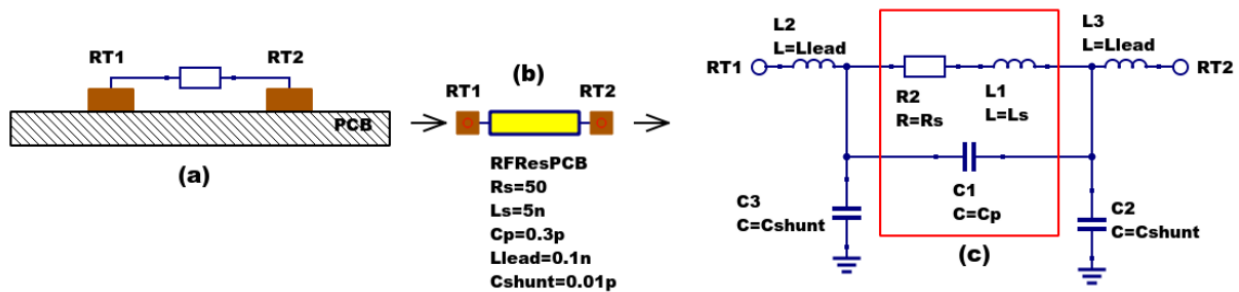 RT1
RT2
PCB
(a)
(b)
RT1
RT2
RFResPCB
Rs=50
Ls=5n
Cp=0.3p
Llead=0.1n
Cshunt=0.01p
L2
L=Llead
L3
L=Llead
RT1
RT2
R2
R=Rs
L1
L=Ls
C1
C=Cp
C3
C=Cshunt
C2
C=Cshunt
(c)